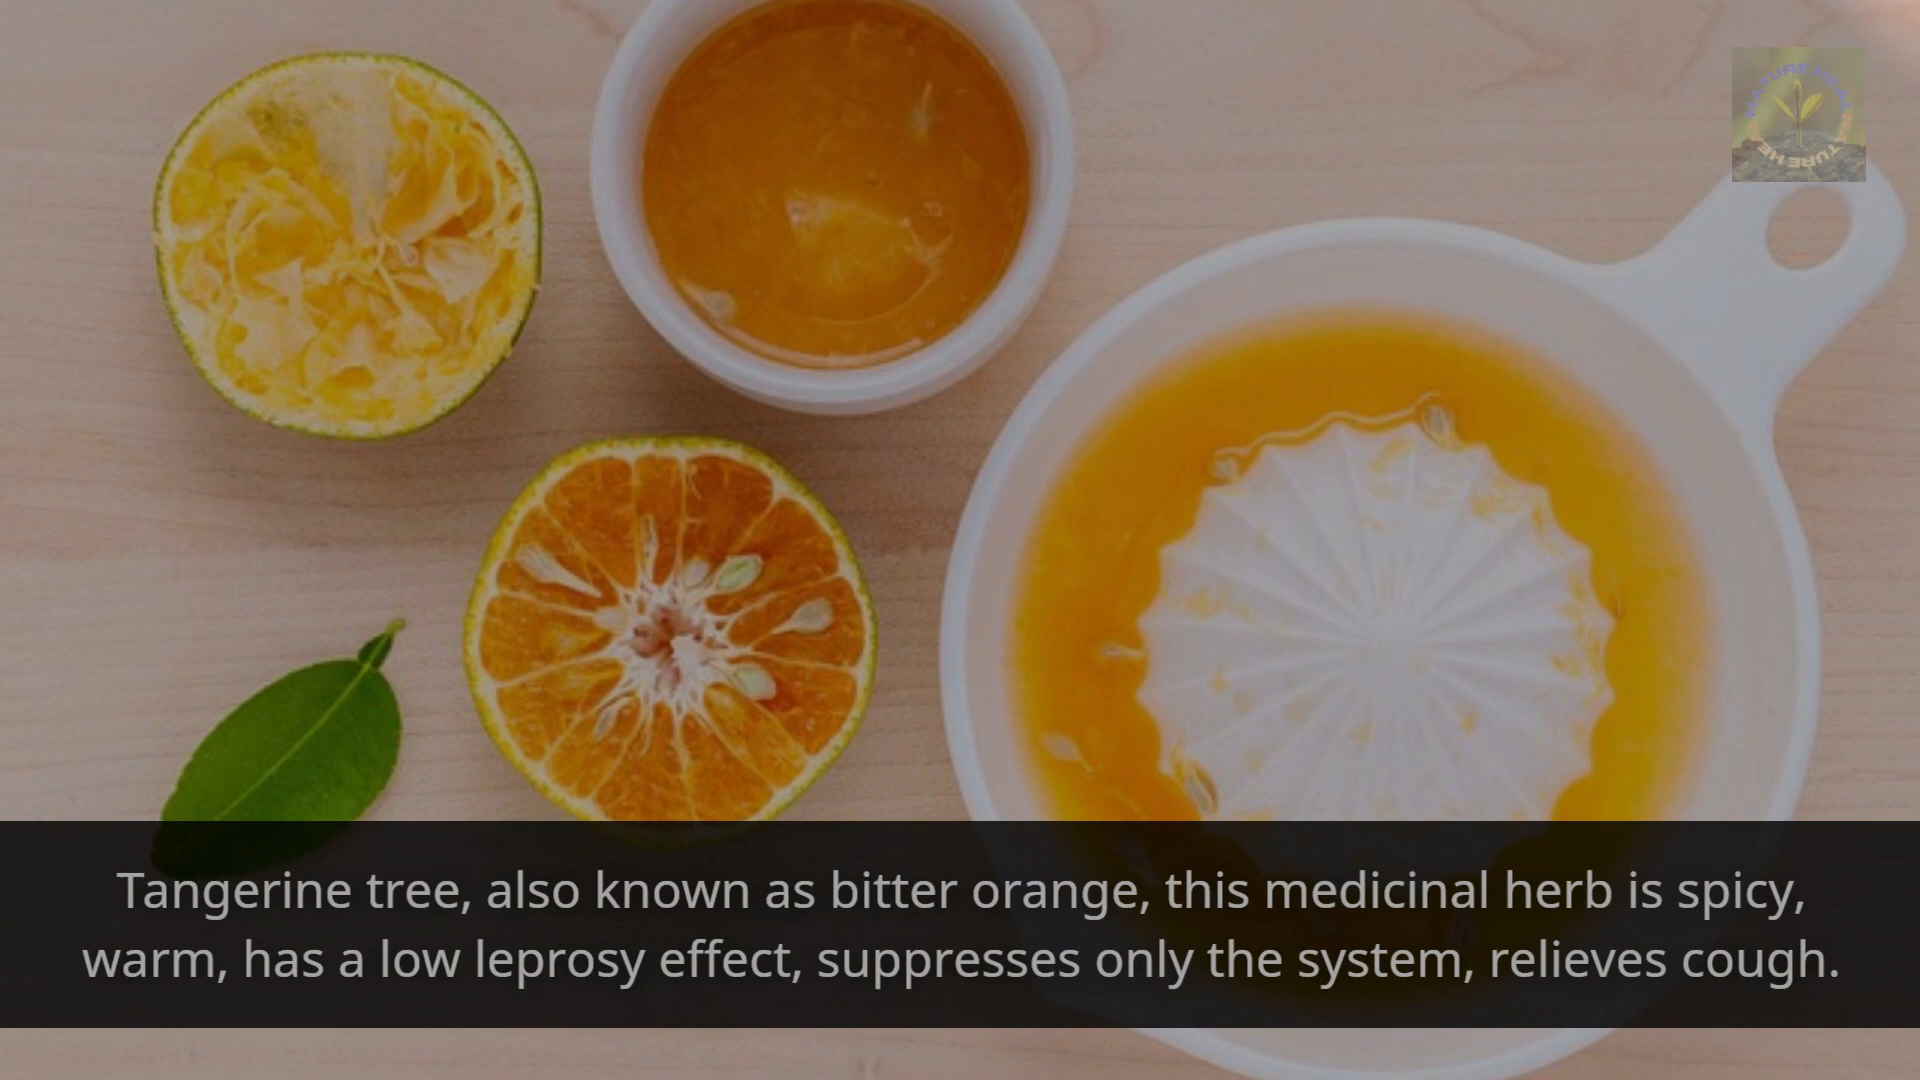 Tangerine tree, also known as bitter orange, this medicinal herb is spicy,
warm, has a low leprosy effect, suppresses only the system, relieves cough.